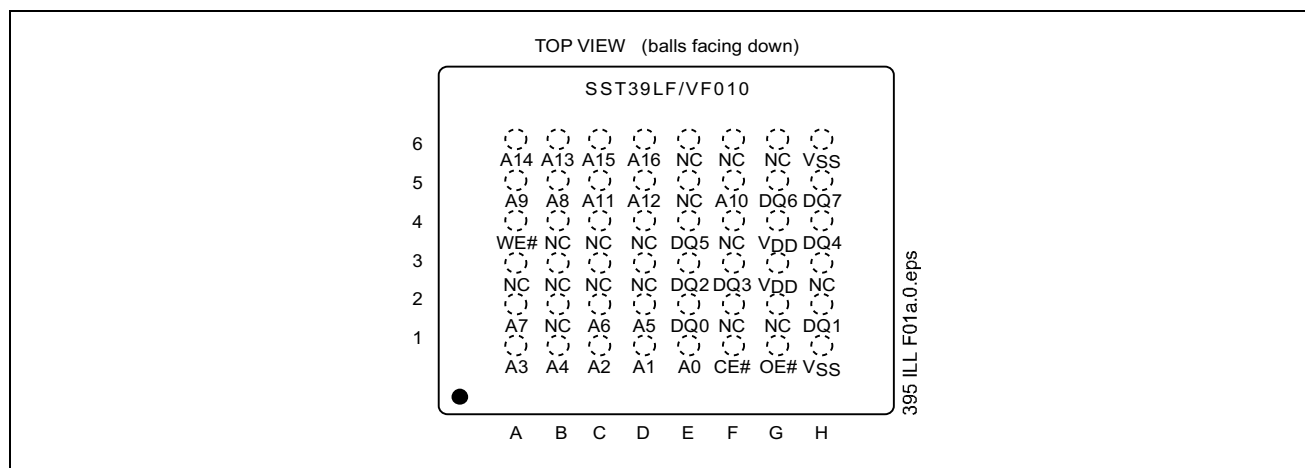 TOP VIEW (balls facing down)
SST39LF/VF010
6
A14 A13 A15 A16 NC NC NC VSS
5
A9 A8 A11 A12 NC A10 DQ6 DQ7
4
WE# NC NC NC DQ5 NC VDD DQ4
3
NC NC NC NC DQ2 DQ3 VDD NC
2
A7 NC A6 A5 DQ0 NC NC DQ1
1
A3 A4 A2 A1 A0 CE# OE# VSS
A B C D E F G H
395 ILL F01a.0.eps